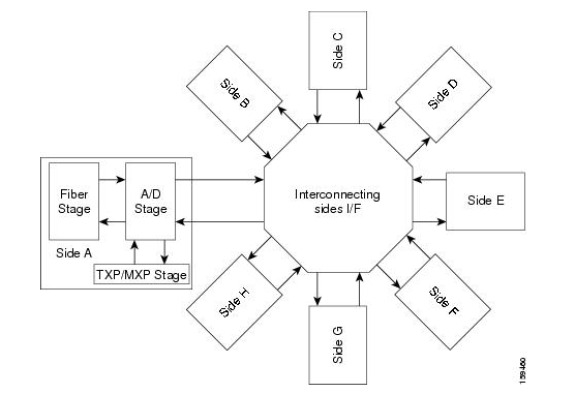 Side C
Side B
Side D
Fiber
Stage
A/D
Stage
Side A
TXP/MXP Stage
Interconnecting
sides I/F
Side E
Side H
Side F
Side G
159460